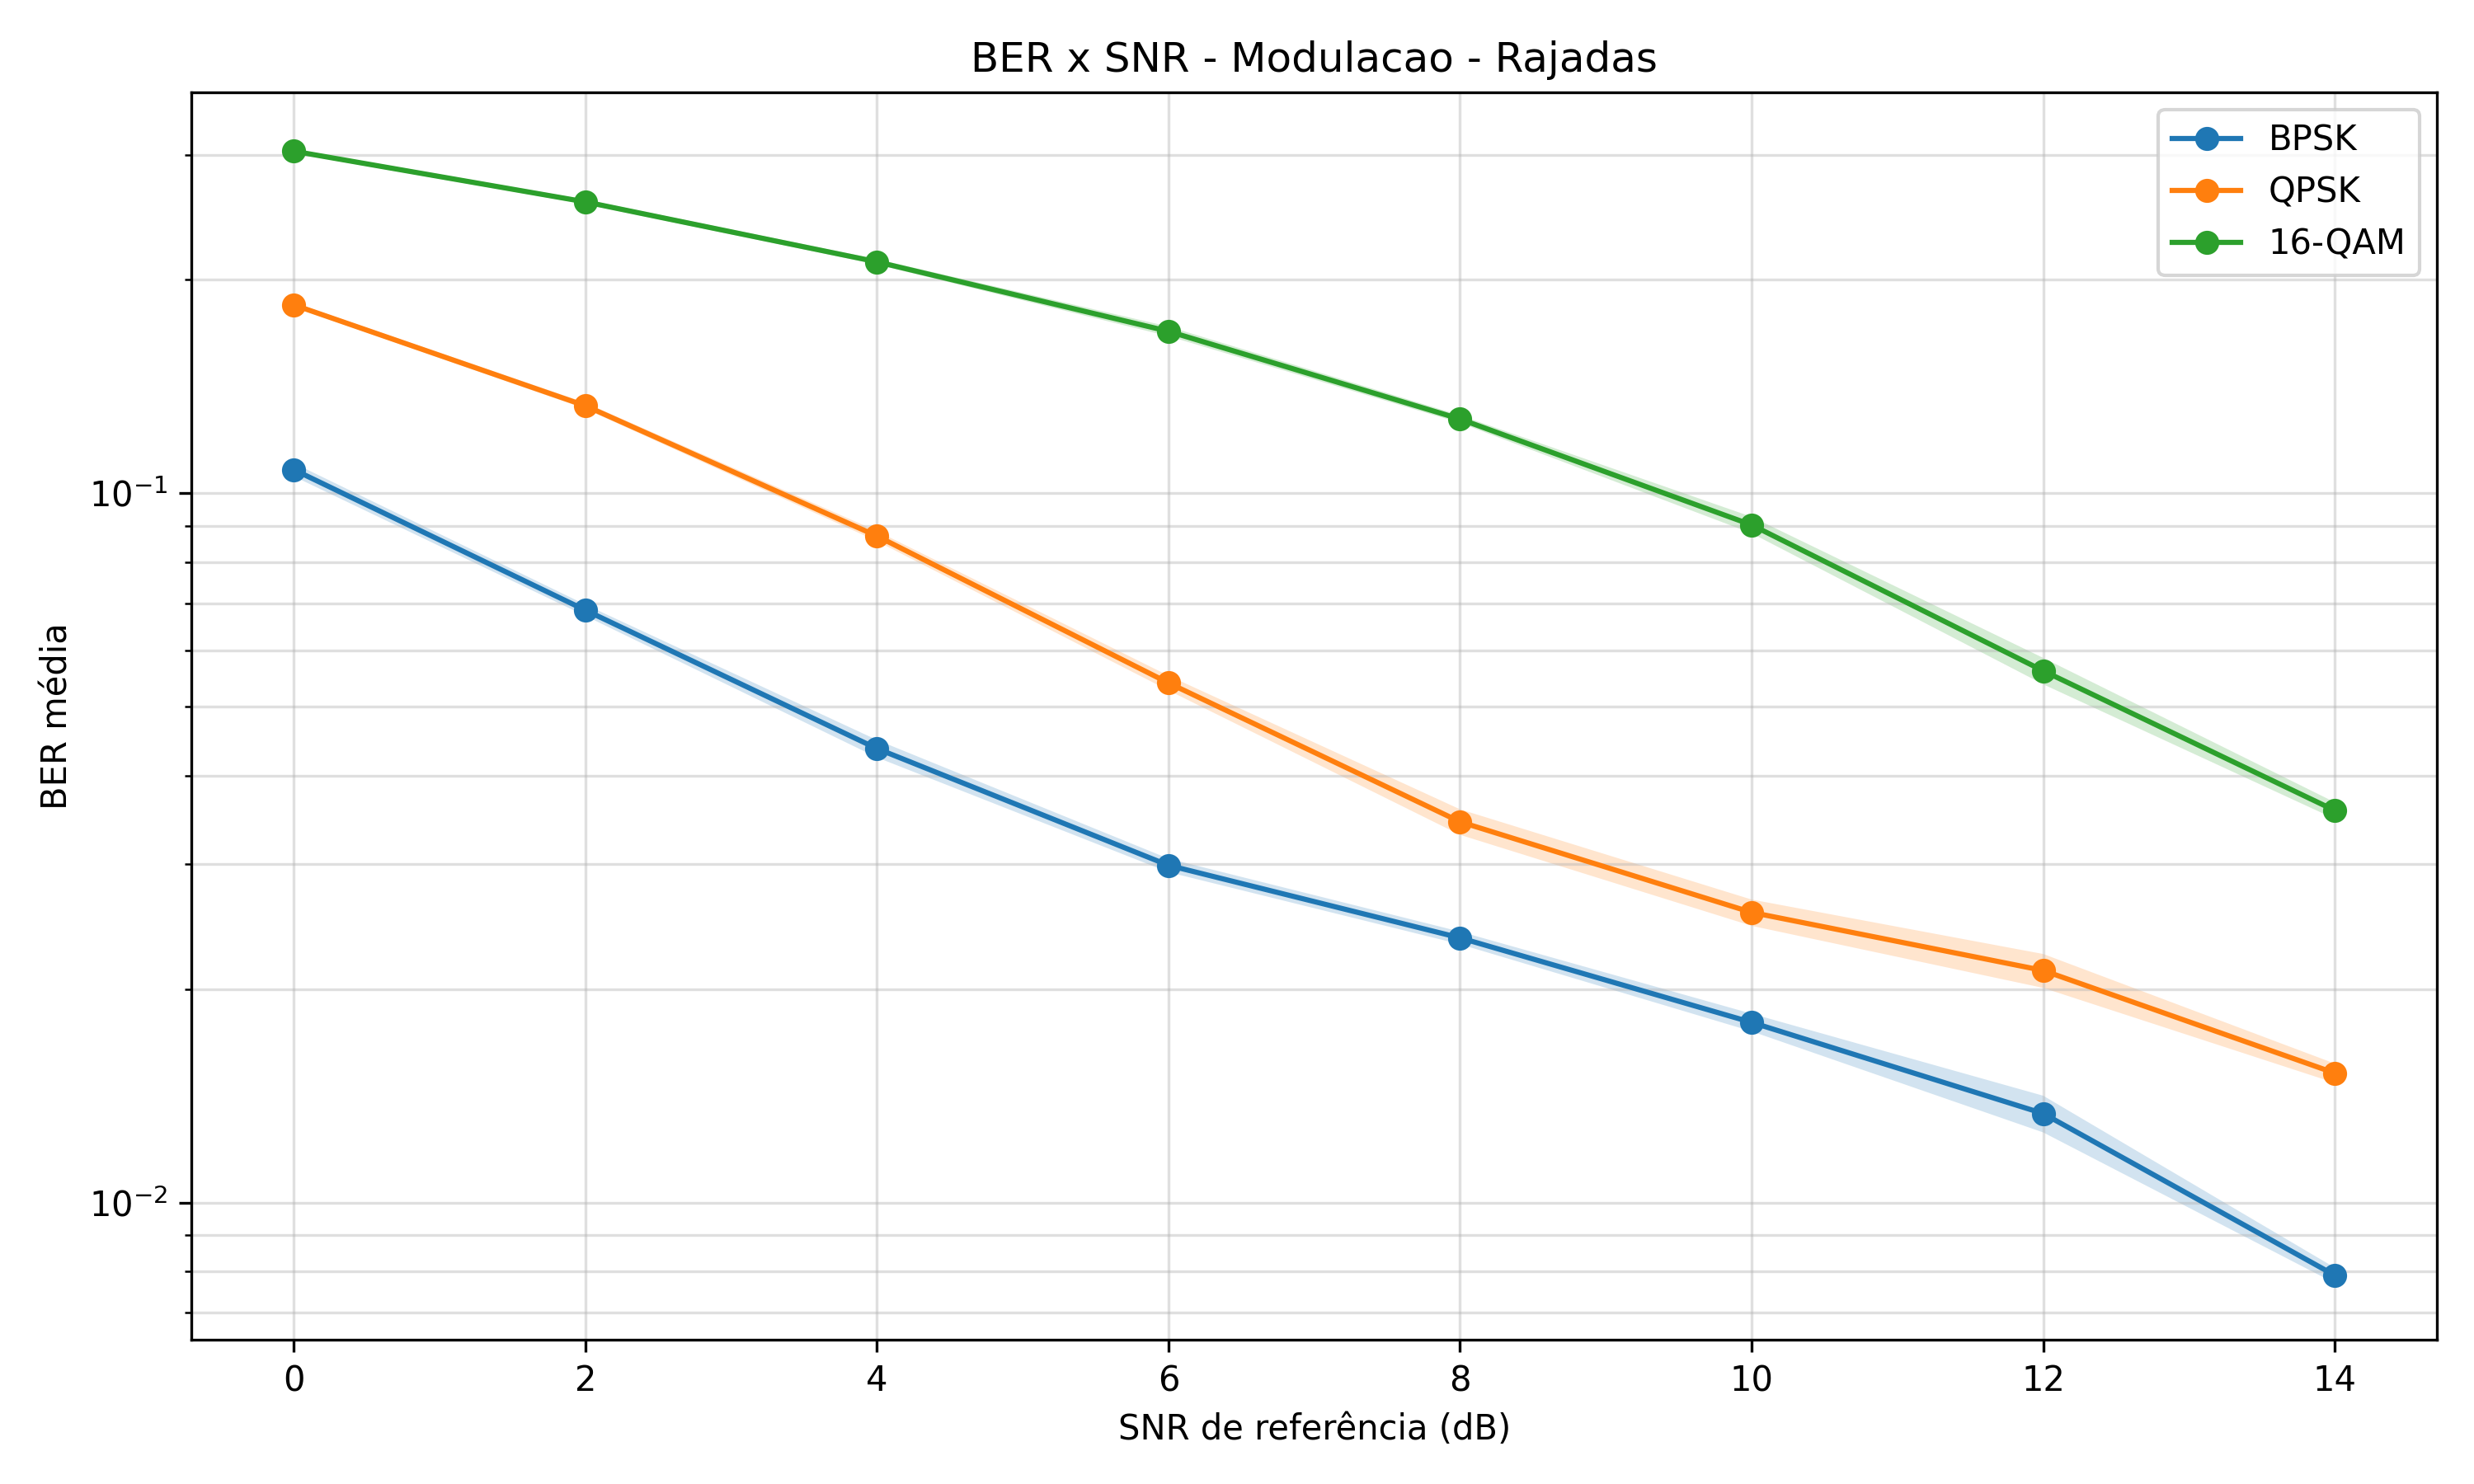 BER x SNR - Modulacao - Rajadas
BPSK
QPSK
16-QAM
10⁻¹
10⁻²
BER média
0 2 4 6 8 10 12 14
SNR de referência (dB)